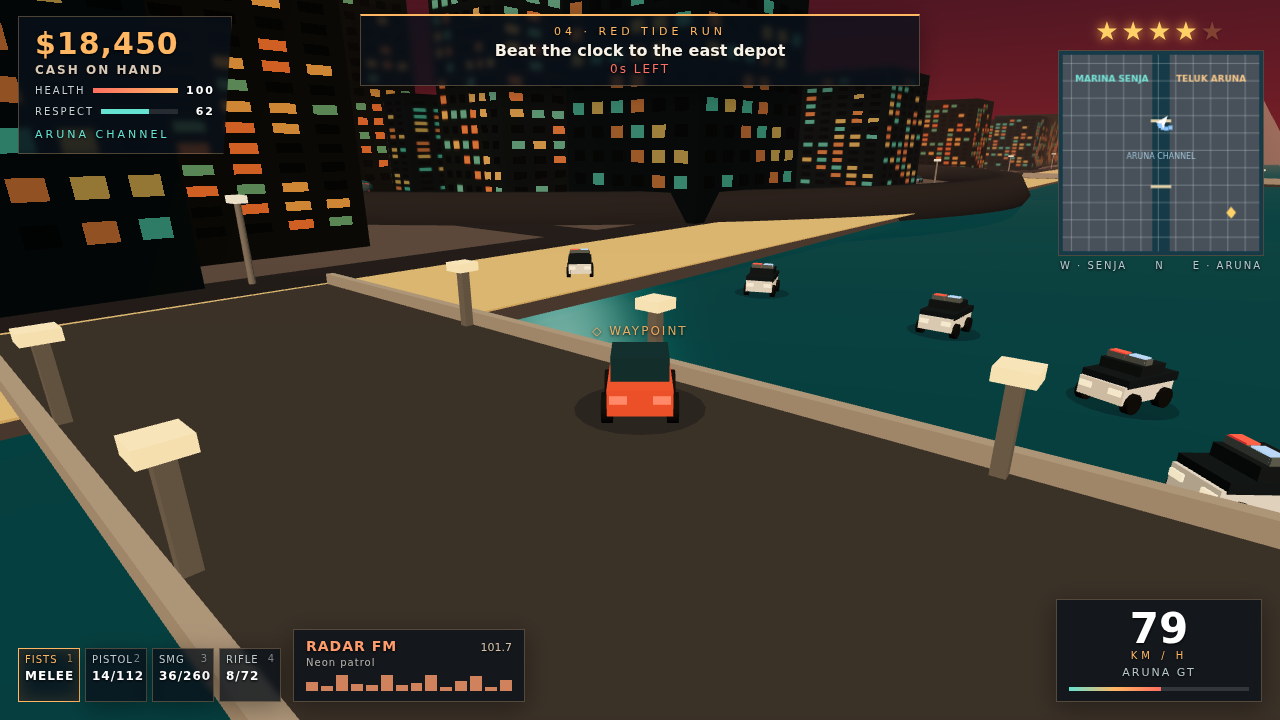 $18,450
CASH ON HAND
HEALTH 100
RESPECT 62
ARUNA CHANNEL
04 · RED TIDE RUN
Beat the clock to the east depot
0s LEFT
★★★★★
MARINA SENJA TELUK ARUNA
ARUNA CHANNEL
W · SENJA N E · ARUNA
◇ WAYPOINT
FISTS 1
MELEE
PISTOL 2
14/112
SMG 3
36/260
RIFLE 4
8/72
RADAR FM 101.7
Neon patrol
79
KM / H
ARUNA GT